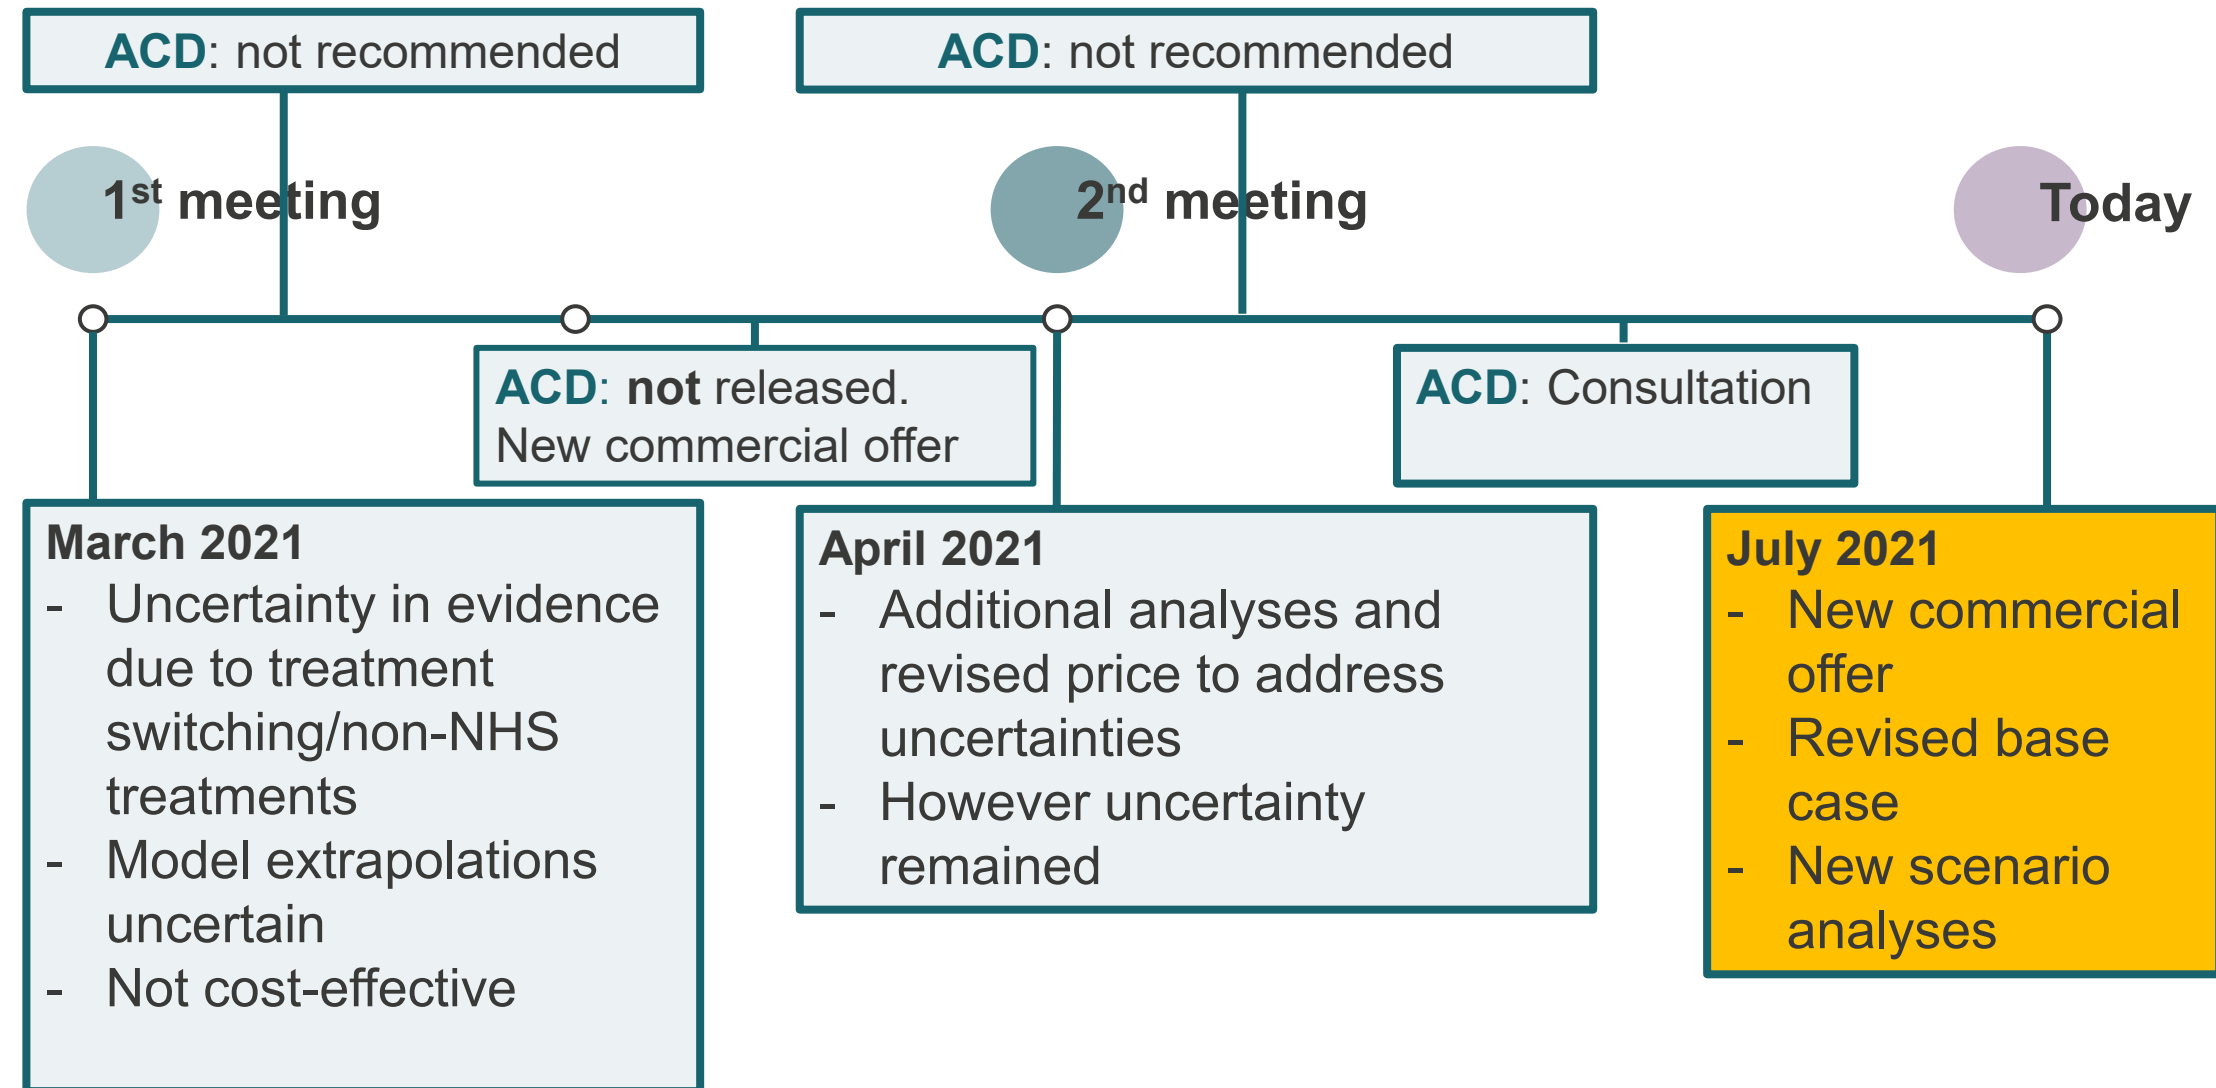 ACD: not recommended
ACD: not recommended
1st meeting
2nd meeting
Today
ACD: not released.
New commercial offer
ACD: Consultation
March 2021
- Uncertainty in evidence
due to treatment
switching/non-NHS
treatments
- Model extrapolations
uncertain
- Not cost-effective
April 2021
- Additional analyses and
revised price to address
uncertainties
- However uncertainty
remained
July 2021
- New commercial
offer
- Revised base
case
- New scenario
analyses